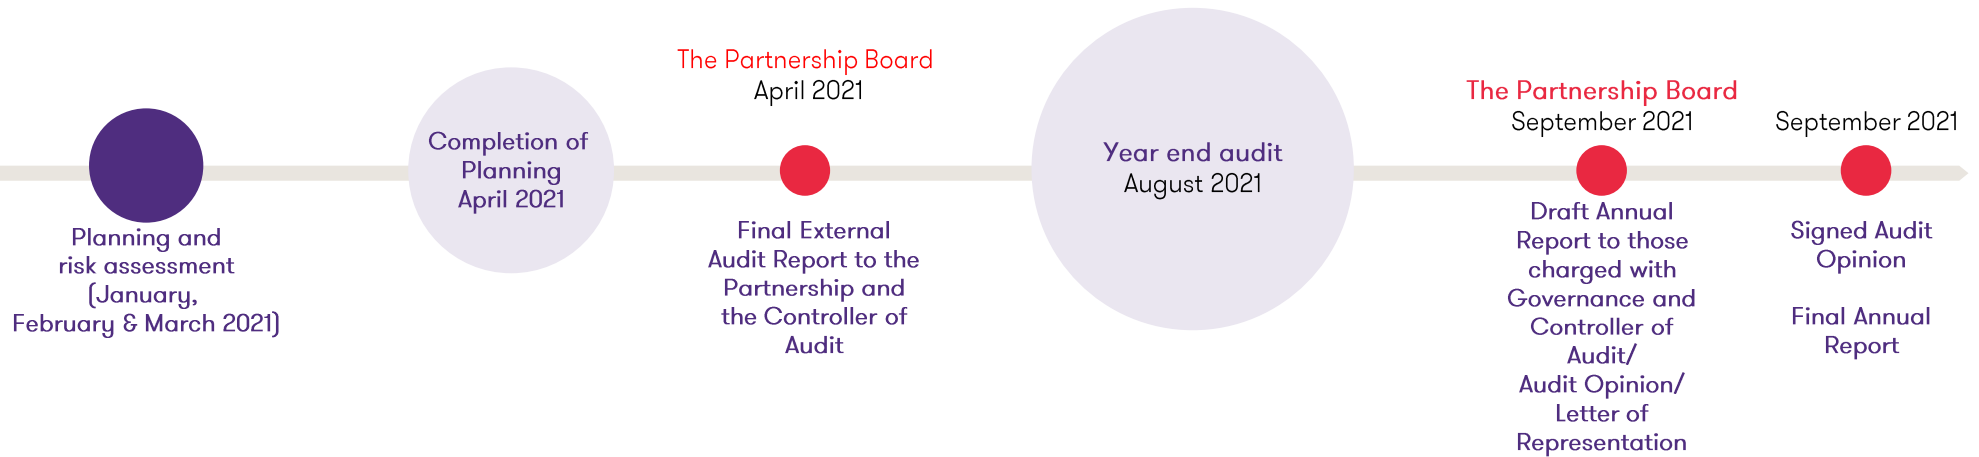 Planning and
risk assessment
(January,
February & March 2021)
Completion of
Planning
April 2021
The Partnership Board
April 2021
Final External
Audit Report to the
Partnership and
the Controller of
Audit
Year end audit
August 2021
The Partnership Board
September 2021
Draft Annual
Report to those
charged with
Governance and
Controller of
Audit/
Audit Opinion/
Letter of
Representation
September 2021
Signed Audit
Opinion
Final Annual
Report